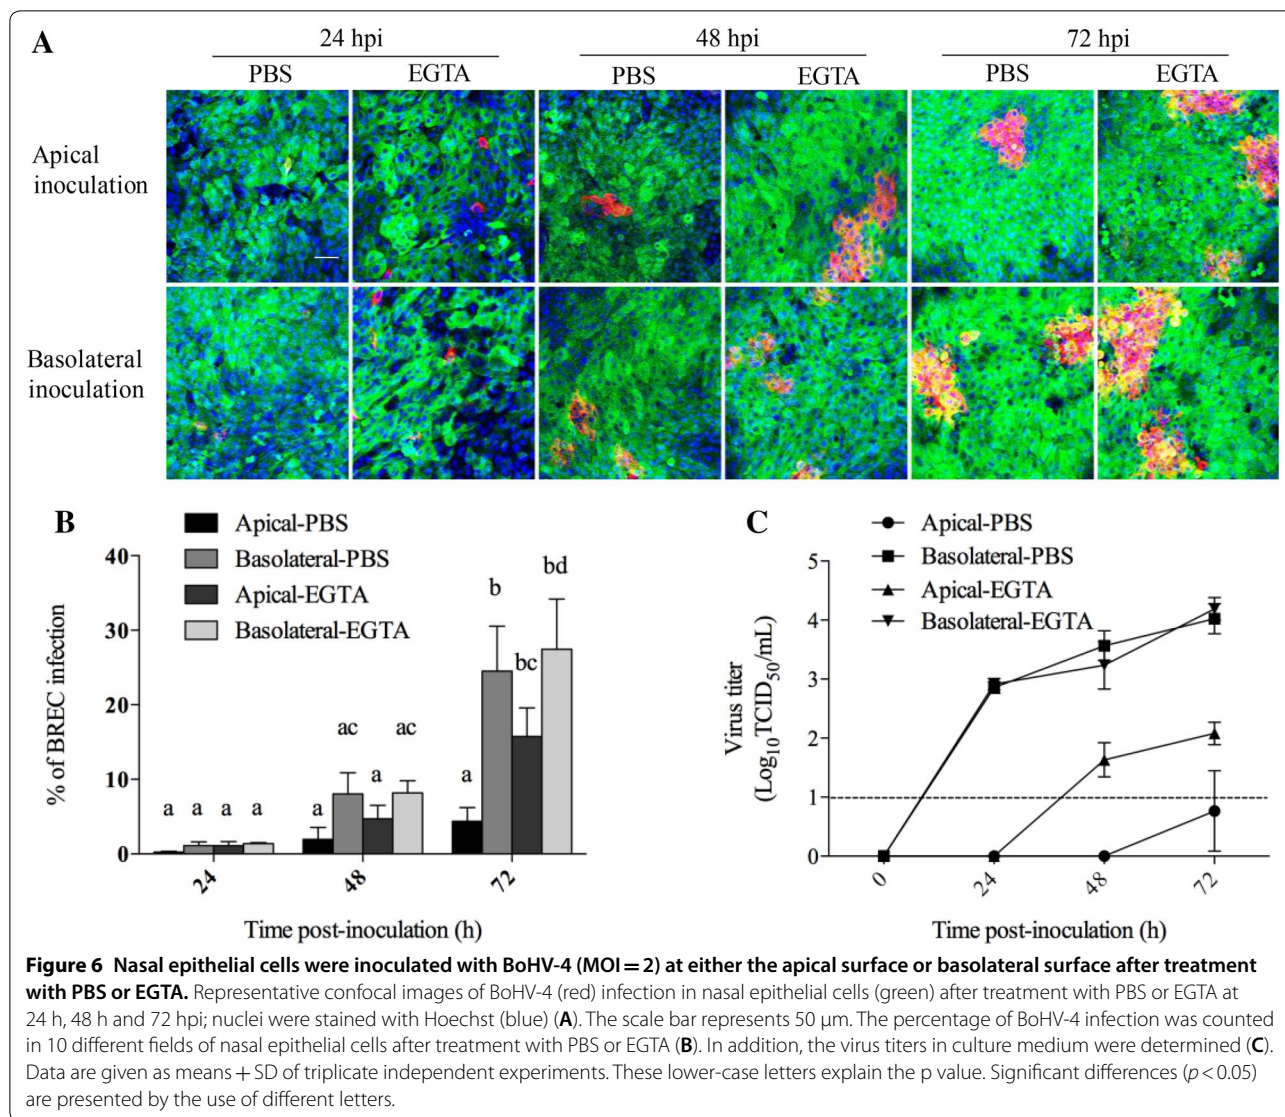 A
24 hpi 48 hpi 72 hpi
PBS EGTA PBS EGTA PBS EGTA
Apical
inoculation
Basolateral
inoculation
B
Apical-PBS
Basolateral-PBS
Apical-EGTA
Basolateral-EGTA
% of BREC infection
40
30
20
10
0
a a a a
a ac a ac
a b bc bd
24 48 72
Time post-inoculation (h)
C
Apical-PBS
Basolateral-PBS
Apical-EGTA
Basolateral-EGTA
Virus titer
(Log₁₀TCID₅₀/mL)
5
4
3
2
1
0
0 24 48 72
Time post-inoculation (h)
Figure 6 Nasal epithelial cells were inoculated with BoHV-4 (MOI = 2) at either the apical surface or basolateral surface after treatment
with PBS or EGTA. Representative confocal images of BoHV-4 (red) infection in nasal epithelial cells (green) after treatment with PBS or EGTA at
24 h, 48 h and 72 hpi; nuclei were stained with Hoechst (blue) (A). The scale bar represents 50 μm. The percentage of BoHV-4 infection was counted
in 10 different fields of nasal epithelial cells after treatment with PBS or EGTA (B). In addition, the virus titers in culture medium were determined (C).
Data are given as means + SD of triplicate independent experiments. These lower-case letters explain the p value. Significant differences (p < 0.05)
are presented by the use of different letters.